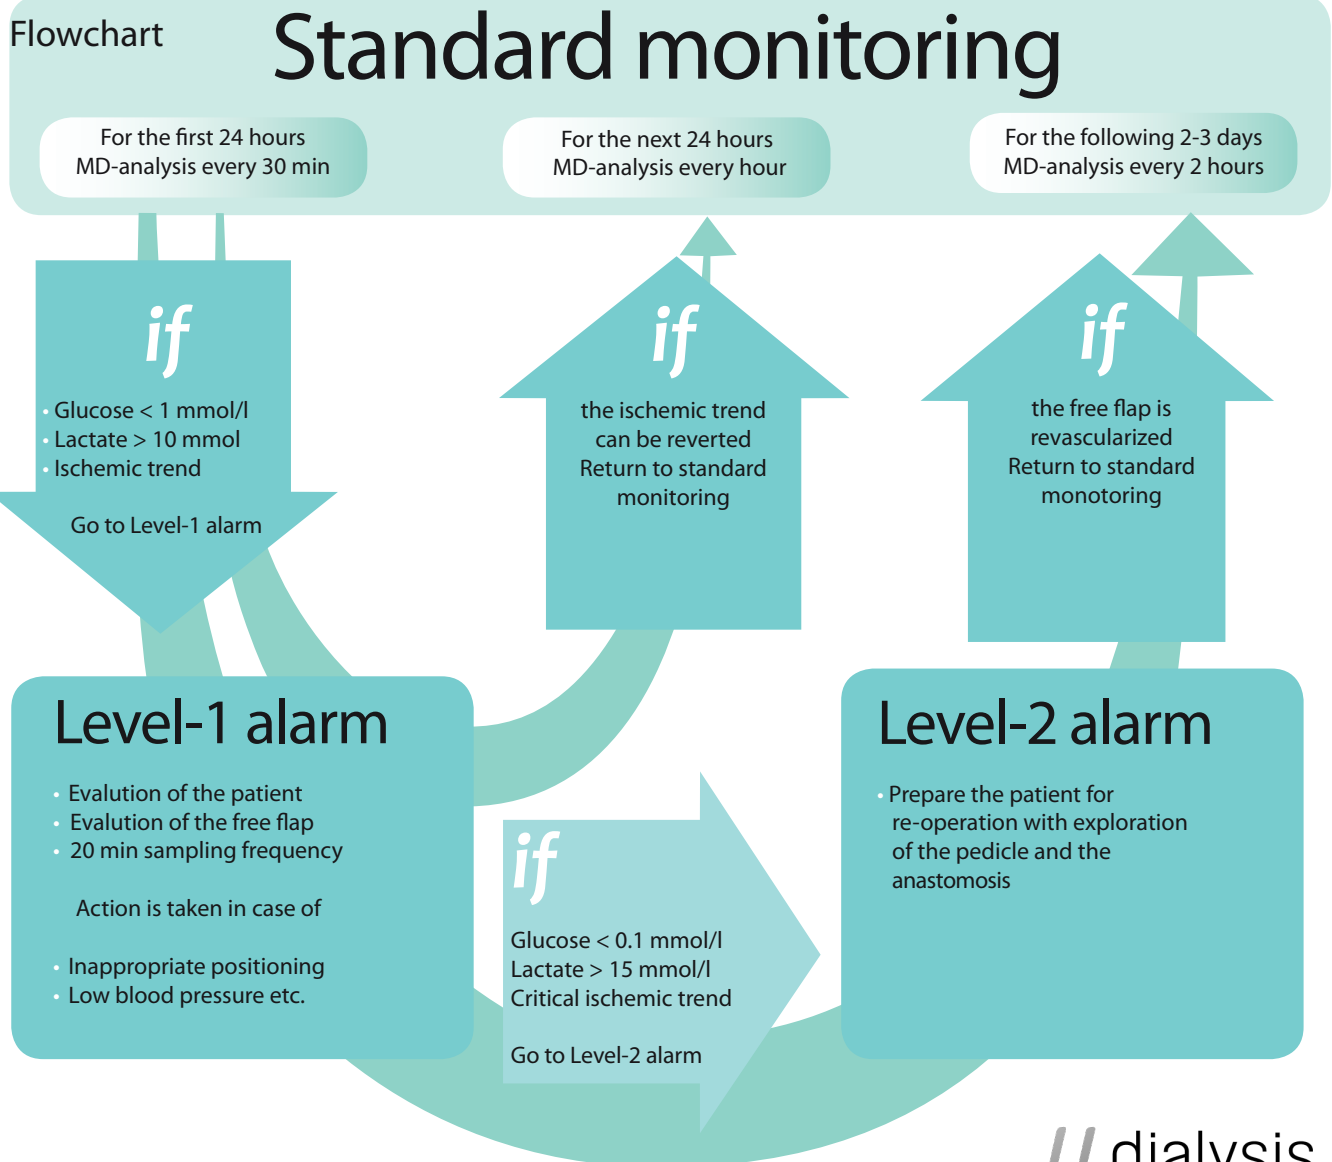 Flowchart
Standard monitoring
For the first 24 hours
MD-analysis every 30 min
For the next 24 hours
MD-analysis every hour
For the following 2-3 days
MD-analysis every 2 hours
if
• Glucose < 1 mmol/l
• Lactate > 10 mmol
• Ischemic trend
Go to Level-1 alarm
if
the ischemic trend
can be reverted
Return to standard
monitoring
if
the free flap is
revascularized
Return to standard
monotoring
Level-1 alarm
• Evalution of the patient
• Evalution of the free flap
• 20 min sampling frequency
Action is taken in case of
• Inappropriate positioning
• Low blood pressure etc.
if
Glucose < 0.1 mmol/l
Lactate > 15 mmol/l
Critical ischemic trend
Go to Level-2 alarm
Level-2 alarm
• Prepare the patient for
re-operation with exploration
of the pedicle and the
anastomosis
dialysis